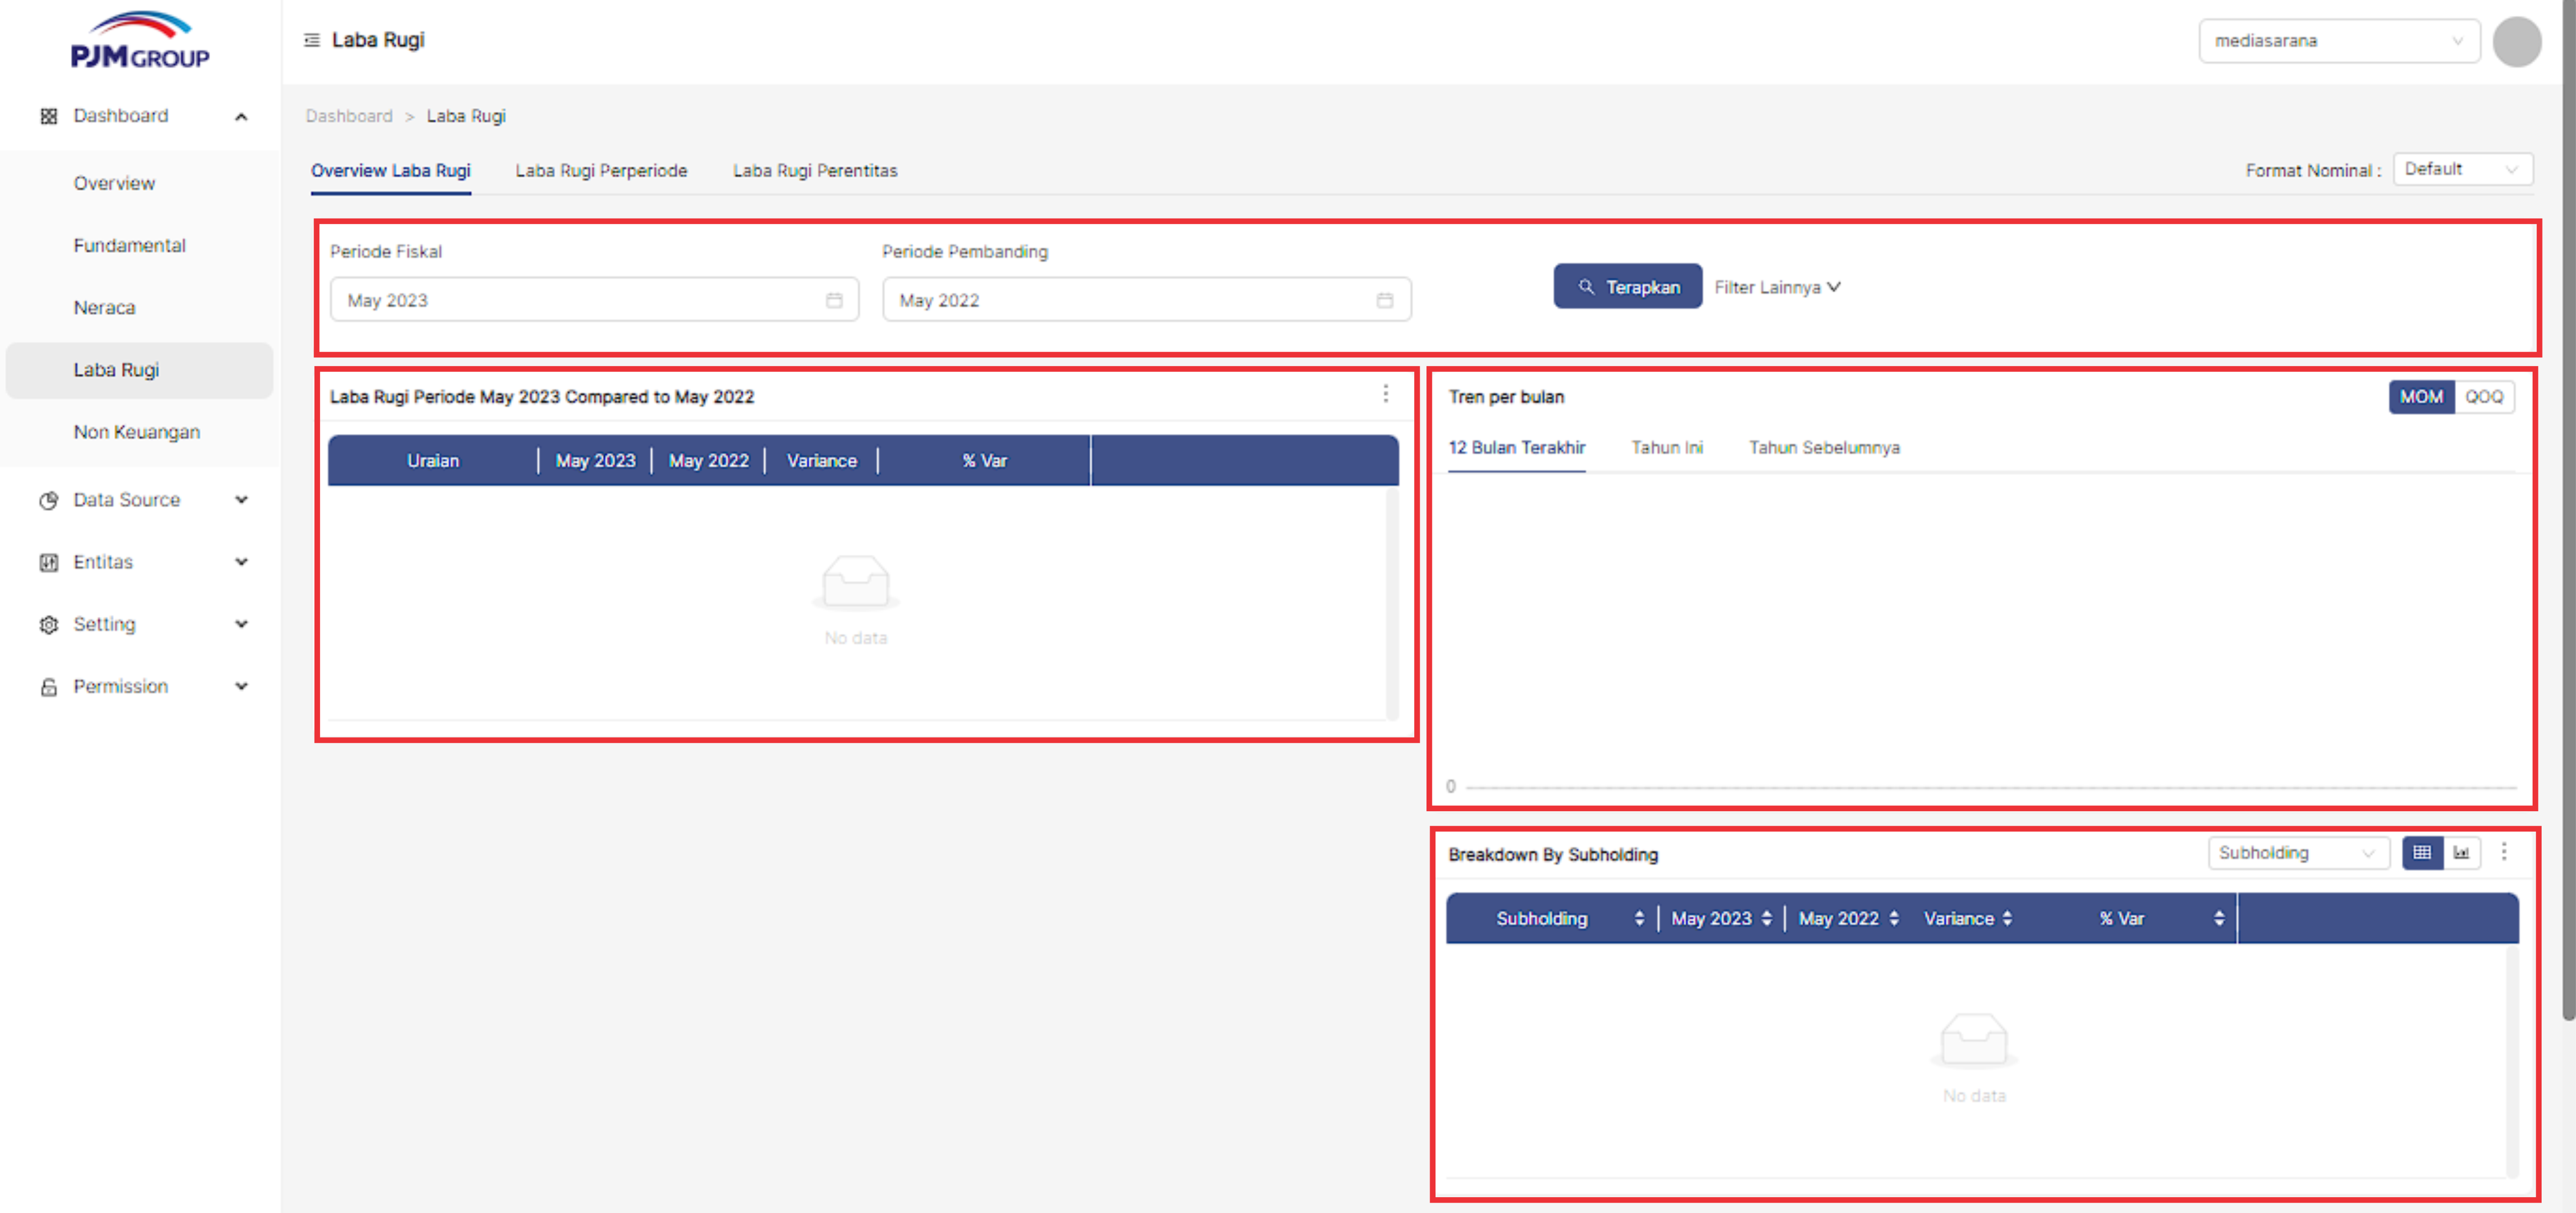 PJM GROUP
Laba Rugi
mediasarana
Dashboard
Overview
Fundamental
Neraca
Laba Rugi
Non Keuangan
Data Source
Entitas
Setting
Permission
Dashboard > Laba Rugi
Overview Laba Rugi Laba Rugi Perperiode Laba Rugi Perentitas
Format Nominal : Default
Periode Fiskal Periode Pembanding
May 2023 May 2022 Terapkan Filter Lainnya
Laba Rugi Periode May 2023 Compared to May 2022
Uraian May 2023 May 2022 Variance % Var
No data
Tren per bulan MOM QOQ
12 Bulan Terakhir Tahun Ini Tahun Sebelumnya
0
Breakdown By Subholding Subholding
Subholding May 2023 May 2022 Variance % Var
No data